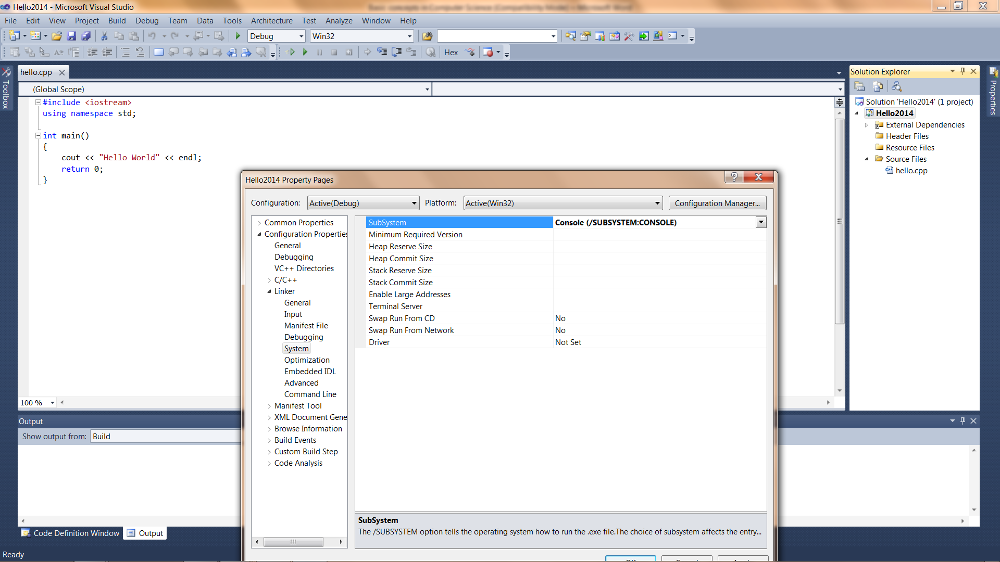 Hello2014 - Microsoft Visual Studio
Basic concepts in Computer Science [Compatibility Mode] - Microsoft Word
File Edit View Project Build Debug Team Data Tools Architecture Test Analyze Window Help
Debug Win32
Hex
hello.cpp
Toolbox
(Global Scope)
#include <iostream>
using namespace std;
int main()
{
cout << "Hello World" << endl;
return 0;
}
100 %
Solution Explorer
Solution 'Hello2014' (1 project)
Hello2014
External Dependencies
Header Files
Resource Files
Source Files
hello.cpp
Properties
Hello2014 Property Pages
Configuration: Active(Debug) Platform: Active(Win32) Configuration Manager...
Common Properties
Configuration Properties
General
Debugging
VC++ Directories
C/C++
Linker
General
Input
Manifest File
Debugging
System
Optimization
Embedded IDL
Advanced
Command Line
Manifest Tool
XML Document Gene
Browse Information
Build Events
Custom Build Step
Code Analysis
SubSystem Console (/SUBSYSTEM:CONSOLE)
Minimum Required Version
Heap Reserve Size
Heap Commit Size
Stack Reserve Size
Stack Commit Size
Enable Large Addresses
Terminal Server
Swap Run From CD No
Swap Run From Network No
Driver Not Set
SubSystem
The /SUBSYSTEM option tells the operating system how to run the .exe file.The choice of subsystem affects the entry...
Output
Show output from: Build
Code Definition Window Output
Ready